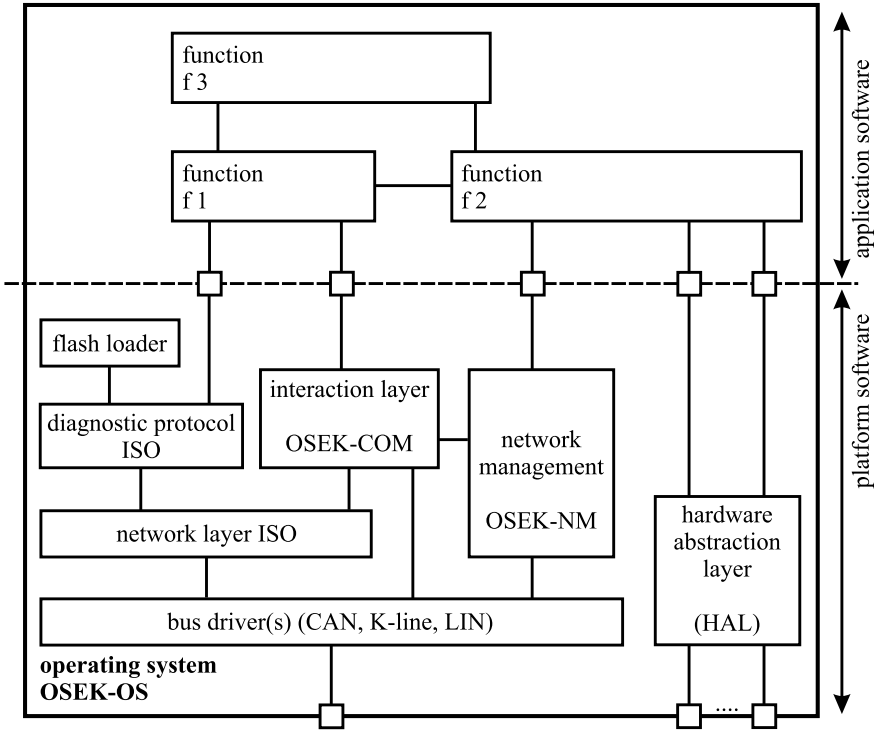 function
f 3
function
f 1
function
f 2
application software
flash loader
diagnostic protocol
ISO
interaction layer
OSEK-COM
network
management
OSEK-NM
network layer ISO
hardware
abstraction
layer
(HAL)
bus driver(s) (CAN, K-line, LIN)
operating system
OSEK-OS
....
platform software